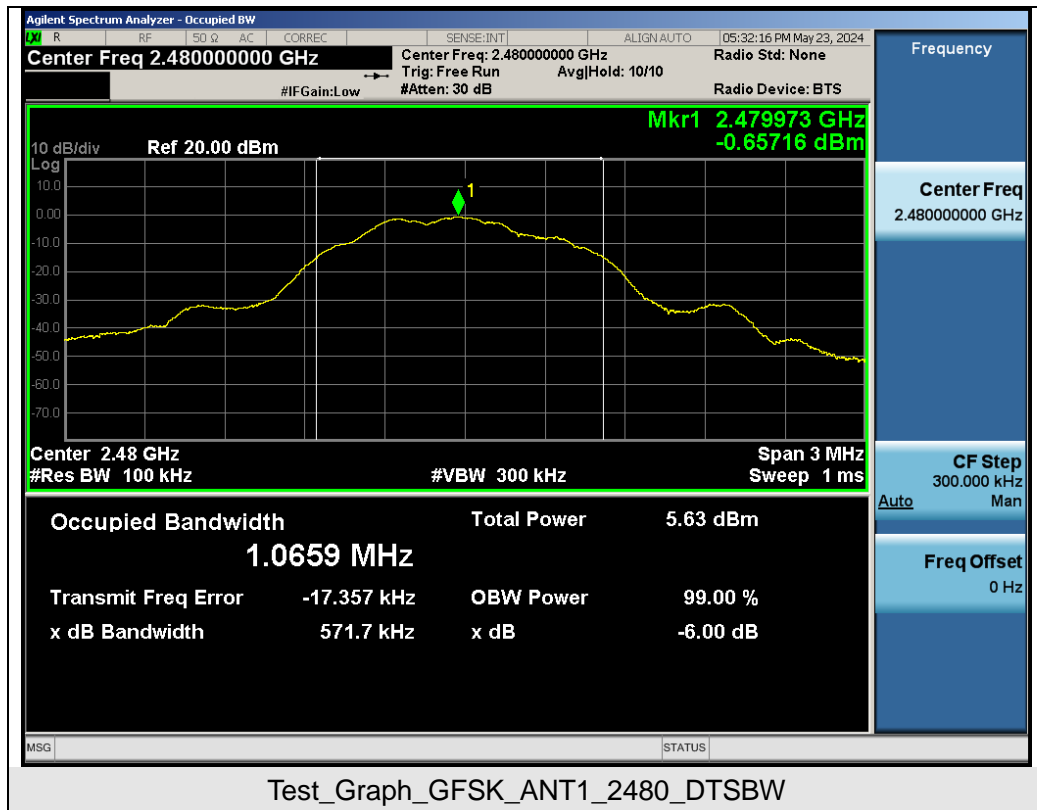 Agilent Spectrum Analyzer - Occupied BW
LXI R RF 50 Ω AC CORREC SENSE:INT ALIGN AUTO 05:32:16 PM May 23, 2024
Center Freq 2.480000000 GHz Center Freq: 2.480000000 GHz Radio Std: None
Trig: Free Run Avg|Hold: 10/10
#IFGain:Low #Atten: 30 dB Radio Device: BTS
Mkr1 2.479973 GHz
10 dB/div Ref 20.00 dBm -0.65716 dBm
Log
10.0
1
0.00
-10.0
-20.0
-30.0
-40.0
-50.0
-60.0
-70.0
Center 2.48 GHz Span 3 MHz
#Res BW 100 kHz #VBW 300 kHz Sweep 1 ms
Occupied Bandwidth Total Power 5.63 dBm
1.0659 MHz
Transmit Freq Error -17.357 kHz OBW Power 99.00 %
x dB Bandwidth 571.7 kHz x dB -6.00 dB
MSG STATUS
Frequency
Center Freq
2.480000000 GHz
CF Step
300.000 kHz
Auto Man
Freq Offset
0 Hz
Test_Graph_GFSK_ANT1_2480_DTSBW